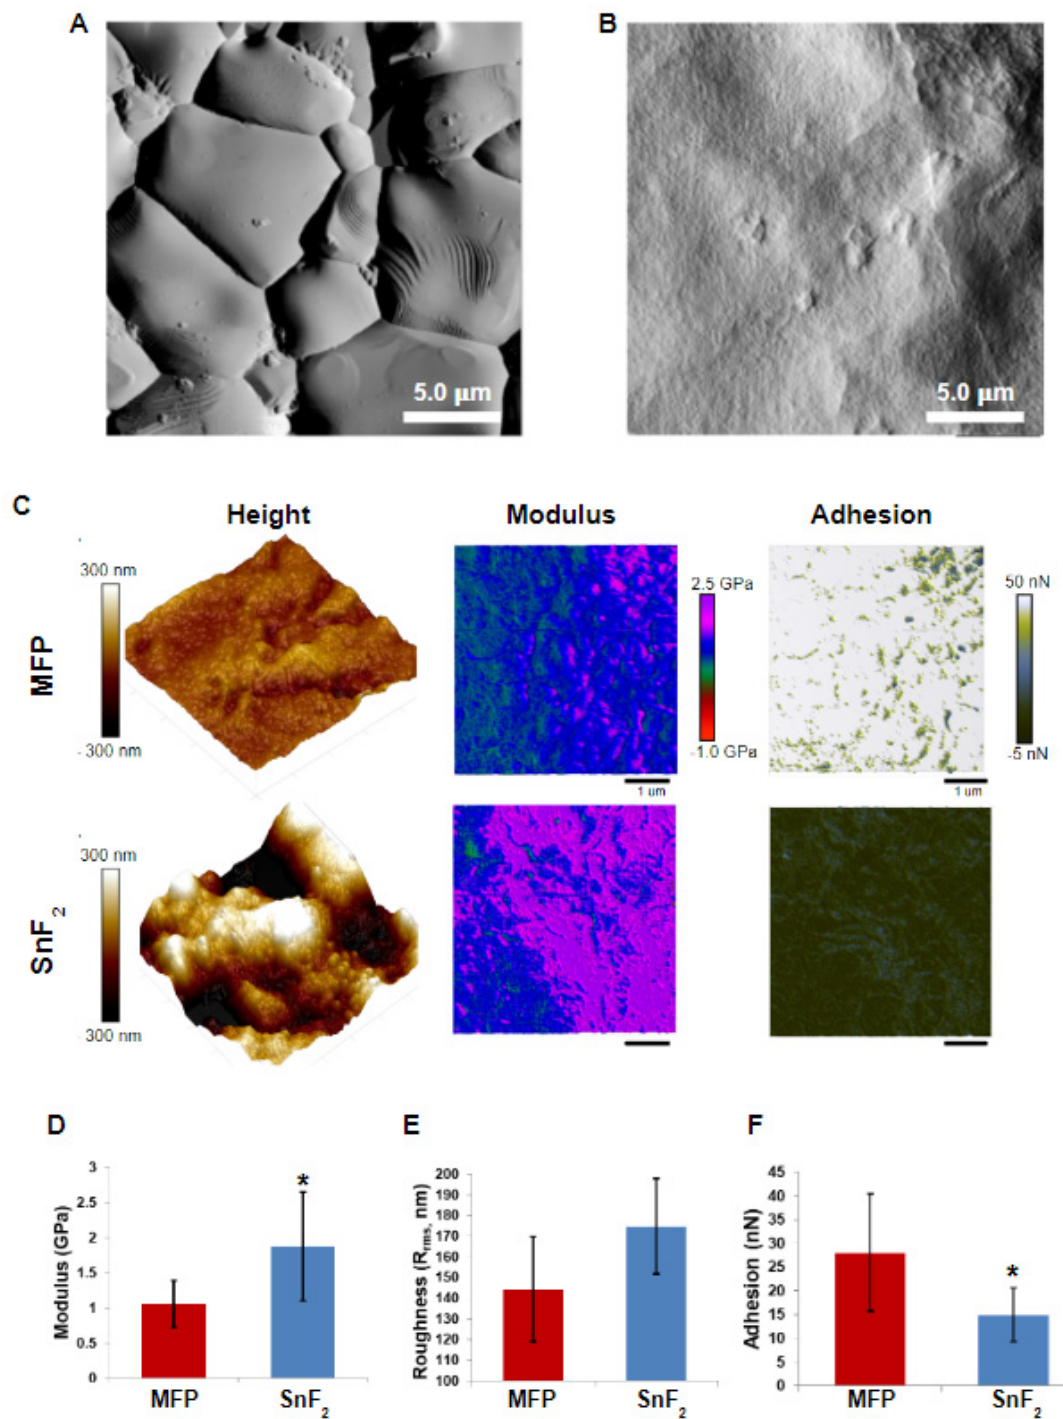 A
B
5.0 μm
5.0 μm
C
Height
Modulus
Adhesion
MFP
300 nm
- 300 nm
2.5 GPa
-1.0 GPa
1 um
50 nN
-5 nN
1 um
SnF₂
300 nm
- 300 nm
D
E
F
Modulus (GPa)
3
2.5
2
1.5
1
0.5
0
*
MFP
SnF₂
Roughness (Rrms, nm)
200
190
180
170
160
150
140
130
120
110
100
MFP
SnF₂
Adhesion (nN)
45
40
35
30
25
20
15
10
5
0
*
MFP
SnF₂